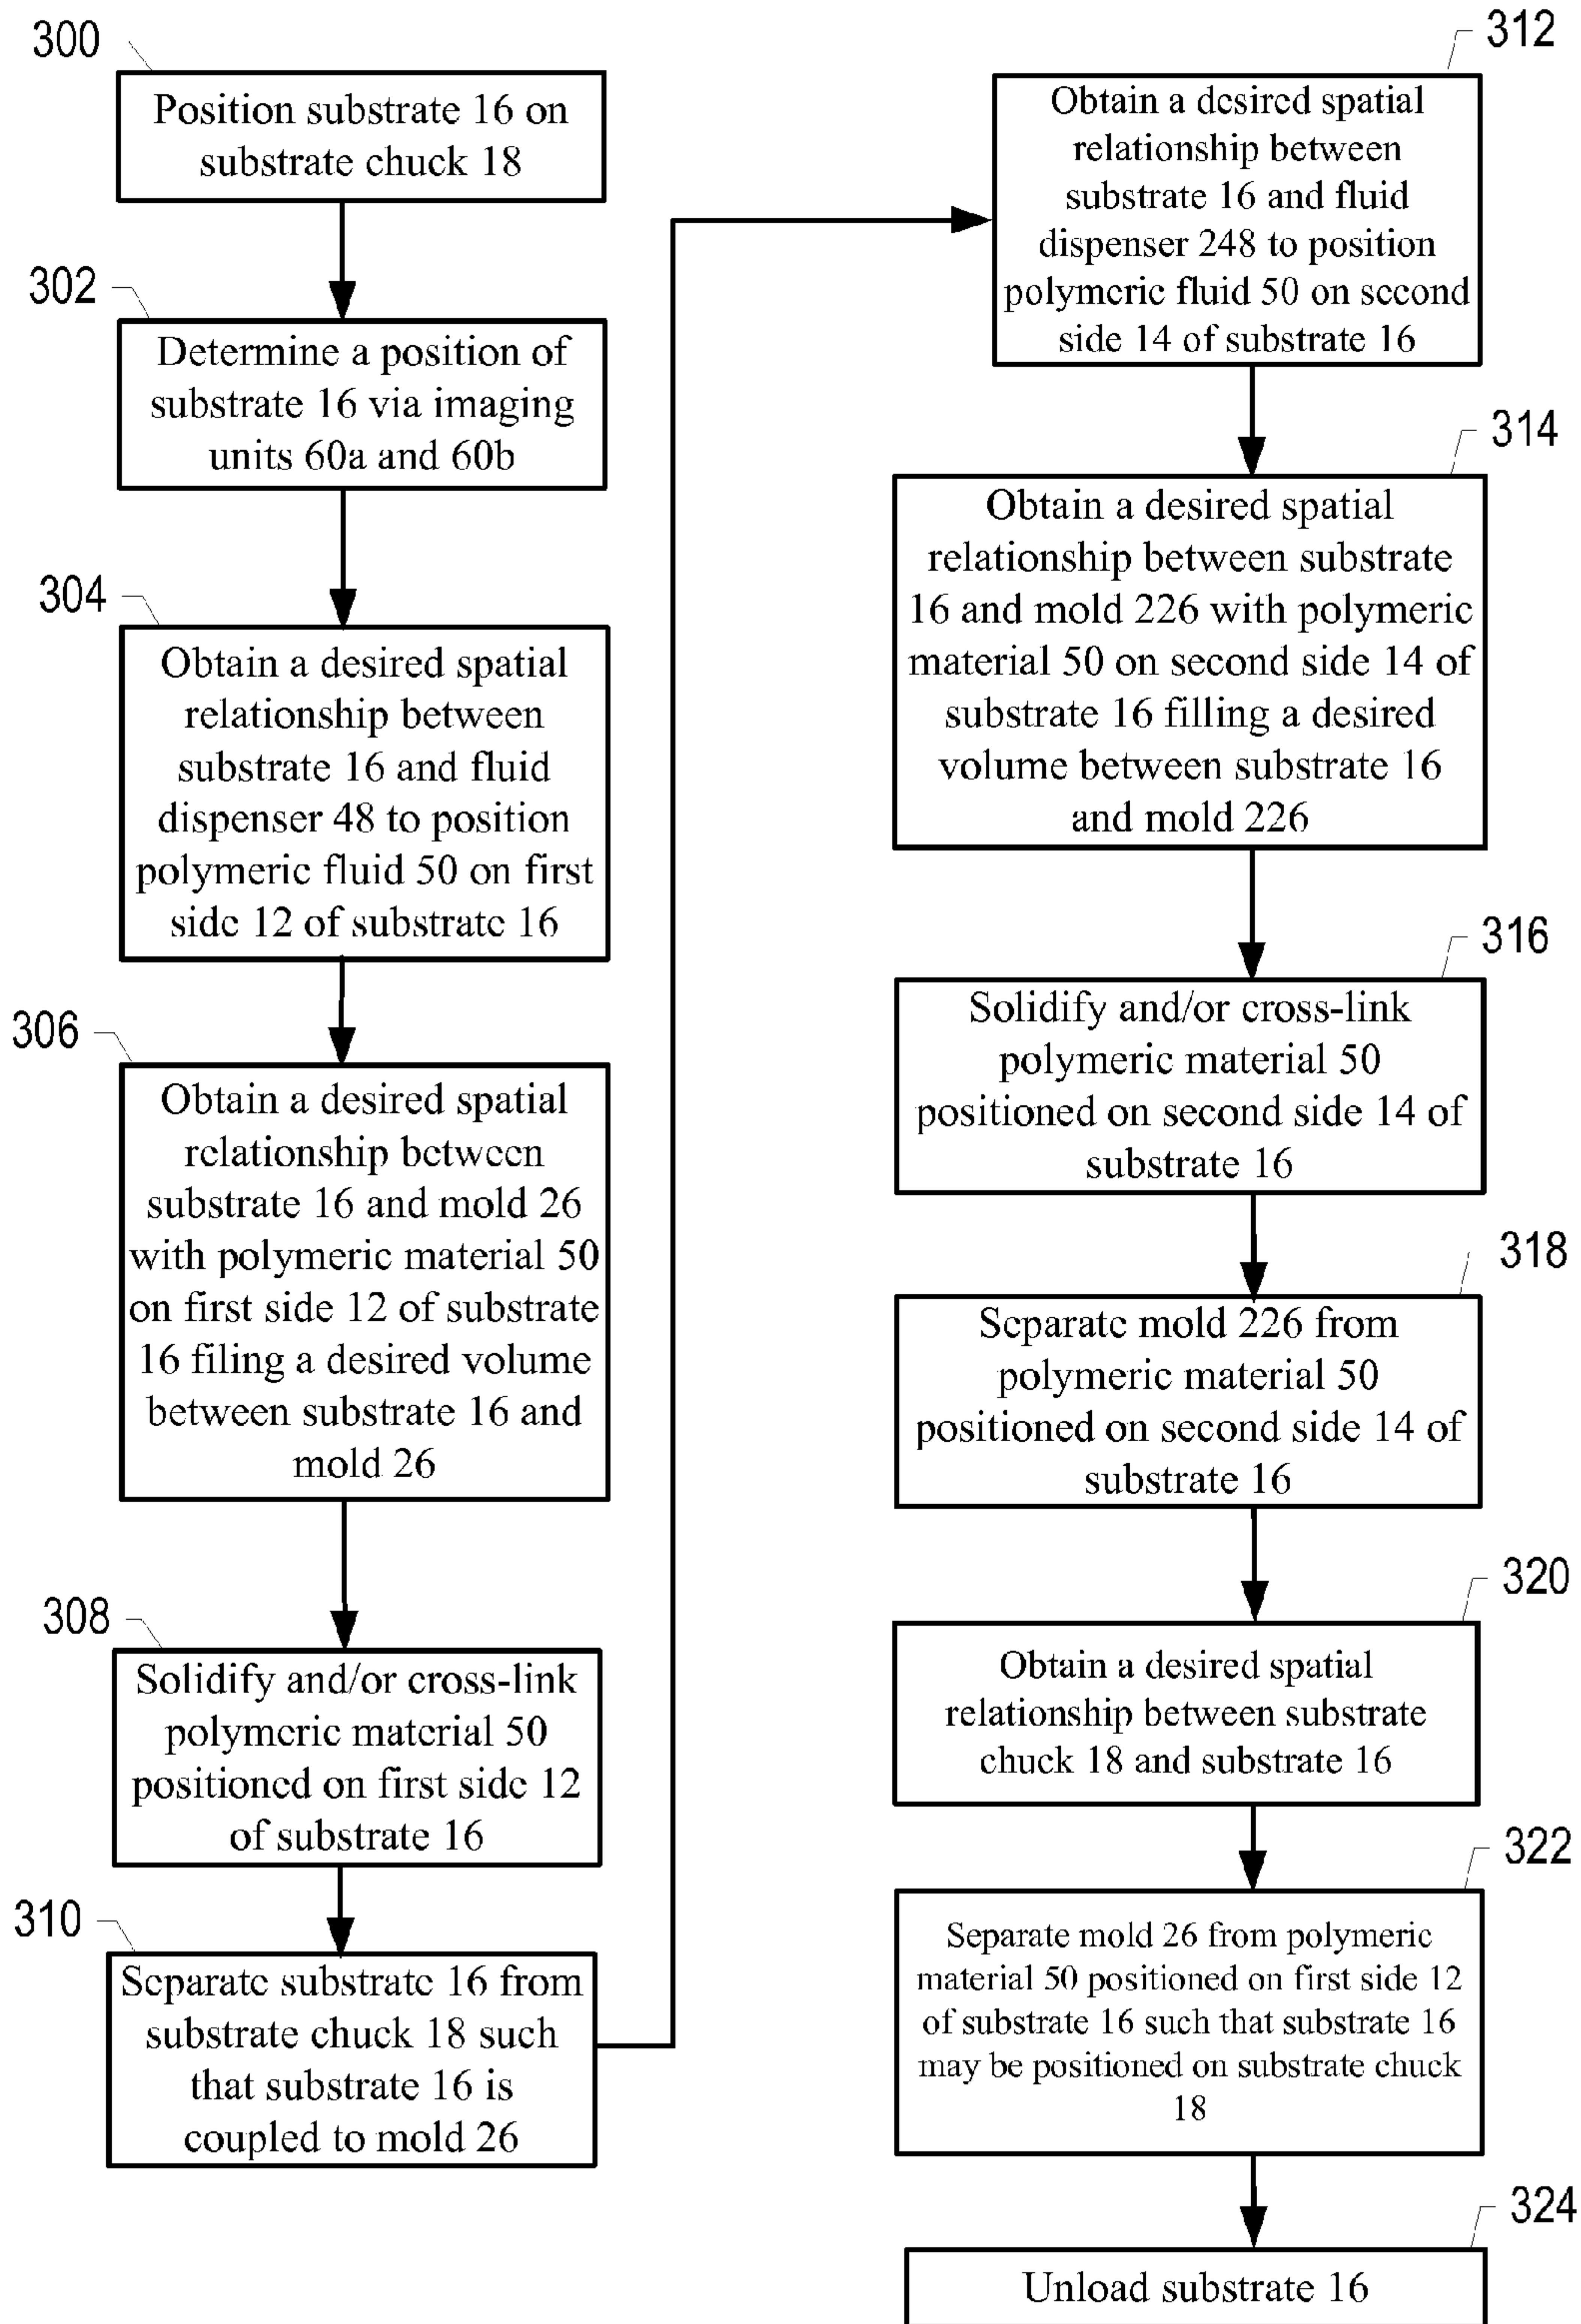 300
Position substrate 16 on
substrate chuck 18
302
Determine a position of
substrate 16 via imaging
units 60a and 60b
304
Obtain a desired spatial
relationship between
substrate 16 and fluid
dispenser 48 to position
polymeric fluid 50 on first
side 12 of substrate 16
306
Obtain a desired spatial
relationship between
substrate 16 and mold 26
with polymeric material 50
on first side 12 of substrate
16 filing a desired volume
between substrate 16 and
mold 26
308
Solidify and/or cross-link
polymeric material 50
positioned on first side 12
of substrate 16
310
Separate substrate 16 from
substrate chuck 18 such
that substrate 16 is
coupled to mold 26
312
Obtain a desired spatial
relationship between
substrate 16 and fluid
dispenser 248 to position
polymeric fluid 50 on second
side 14 of substrate 16
314
Obtain a desired spatial
relationship between substrate
16 and mold 226 with polymeric
material 50 on second side 14 of
substrate 16 filling a desired
volume between substrate 16
and mold 226
316
Solidify and/or cross-link
polymeric material 50
positioned on second side 14 of
substrate 16
318
Separate mold 226 from
polymeric material 50
positioned on second side 14 of
substrate 16
320
Obtain a desired spatial
relationship between substrate
chuck 18 and substrate 16
322
Separate mold 26 from polymeric
material 50 positioned on first side 12
of substrate 16 such that substrate 16
may be positioned on substrate chuck
18
324
Unload substrate 16